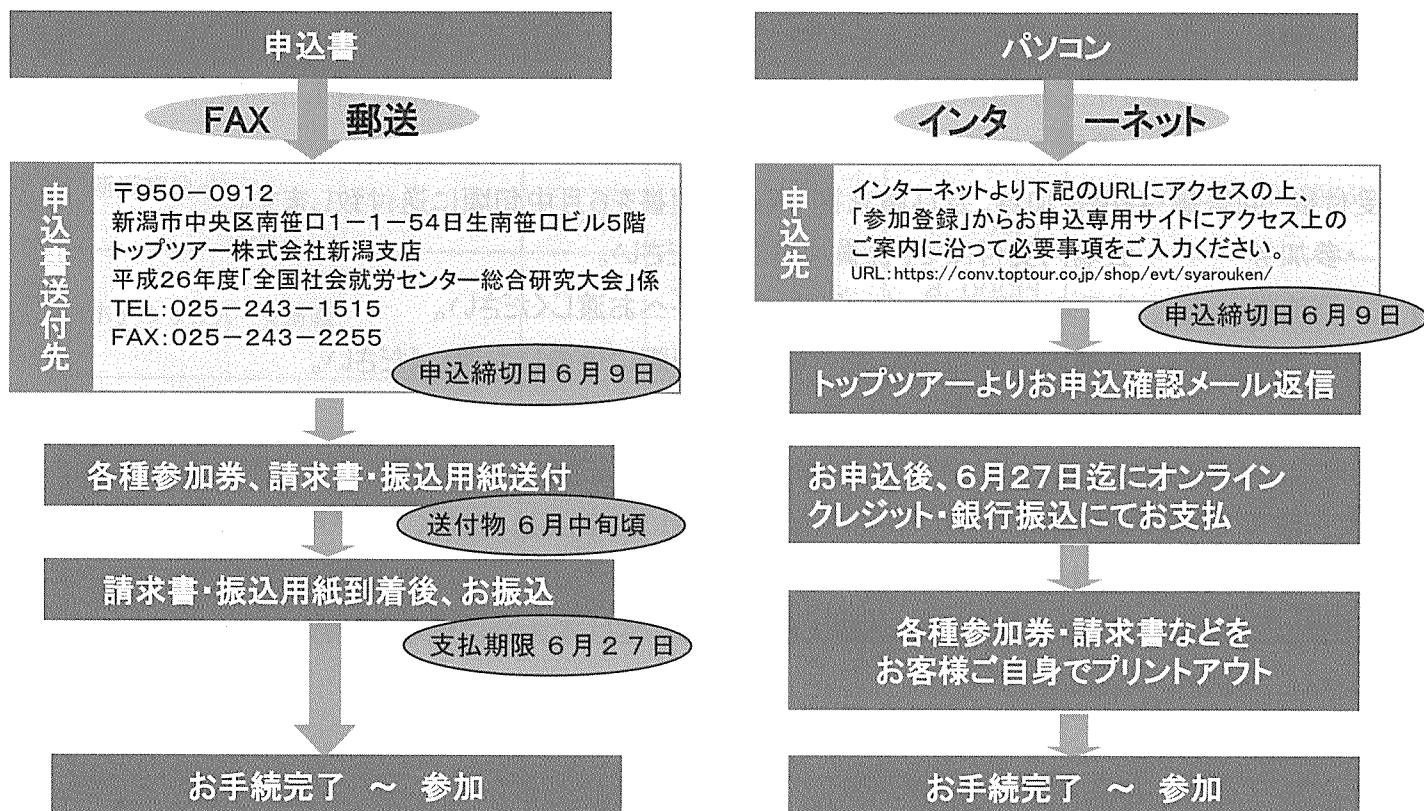 申込書
FAX 郵送
申込書送付先
〒950－0912
新潟市中央区南笹口1－1－54日生南笹口ビル5階
トップツアー株式会社新潟支店
平成26年度「全国社会就労センター総合研究大会」係
TEL:025－243－1515
FAX:025－243－2255
申込締切日6月9日
各種参加券、請求書・振込用紙送付
送付物 6月中旬頃
請求書・振込用紙到着後、お振込
支払期限 6月27日
お手続完了 ～ 参加
パソコン
インターネット
申込先
インターネットより下記のURLにアクセスの上、
「参加登録」からお申込専用サイトにアクセス上の
ご案内に沿って必要事項をご入力ください。
URL:https://conv.toptour.co.jp/shop/evt/syarouken/
申込締切日6月9日
トップツアーよりお申込確認メール返信
お申込後、6月27日迄にオンライン
クレジット・銀行振込にてお支払
各種参加券・請求書などを
お客様ご自身でプリントアウト
お手続完了 ～ 参加